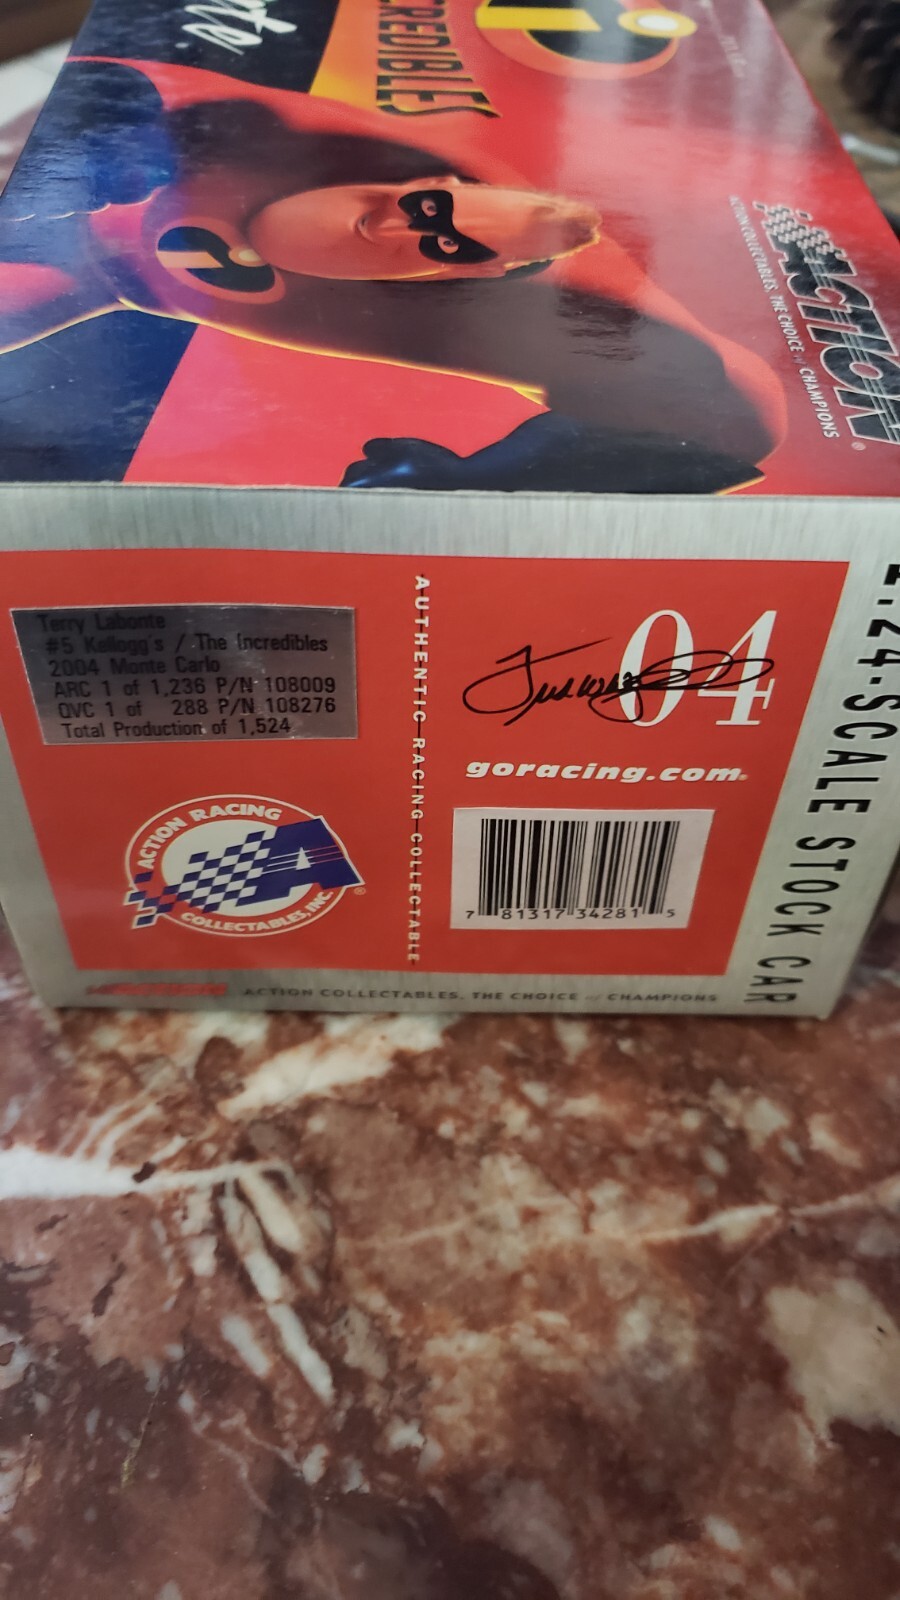 CREDIBLES
ACTION
ACTION COLLECTABLES, THE CHOICE of CHAMPIONS
Terry Labonte
#5 Kellogg's / The Incredibles
2004 Monte Carlo
ARC 1 of 1,236 P/N 108009
QVC 1 of 288 P/N 108276
Total Production of 1,524
AUTHENTIC RACING COLLECTABLE
04
goracing.com
7 81317 34281 5
ACTION RACING
COLLECTABLES, INC.
1:24-SCALE STOCK CAR
ACTION COLLECTABLES, THE CHOICE of CHAMPIONS